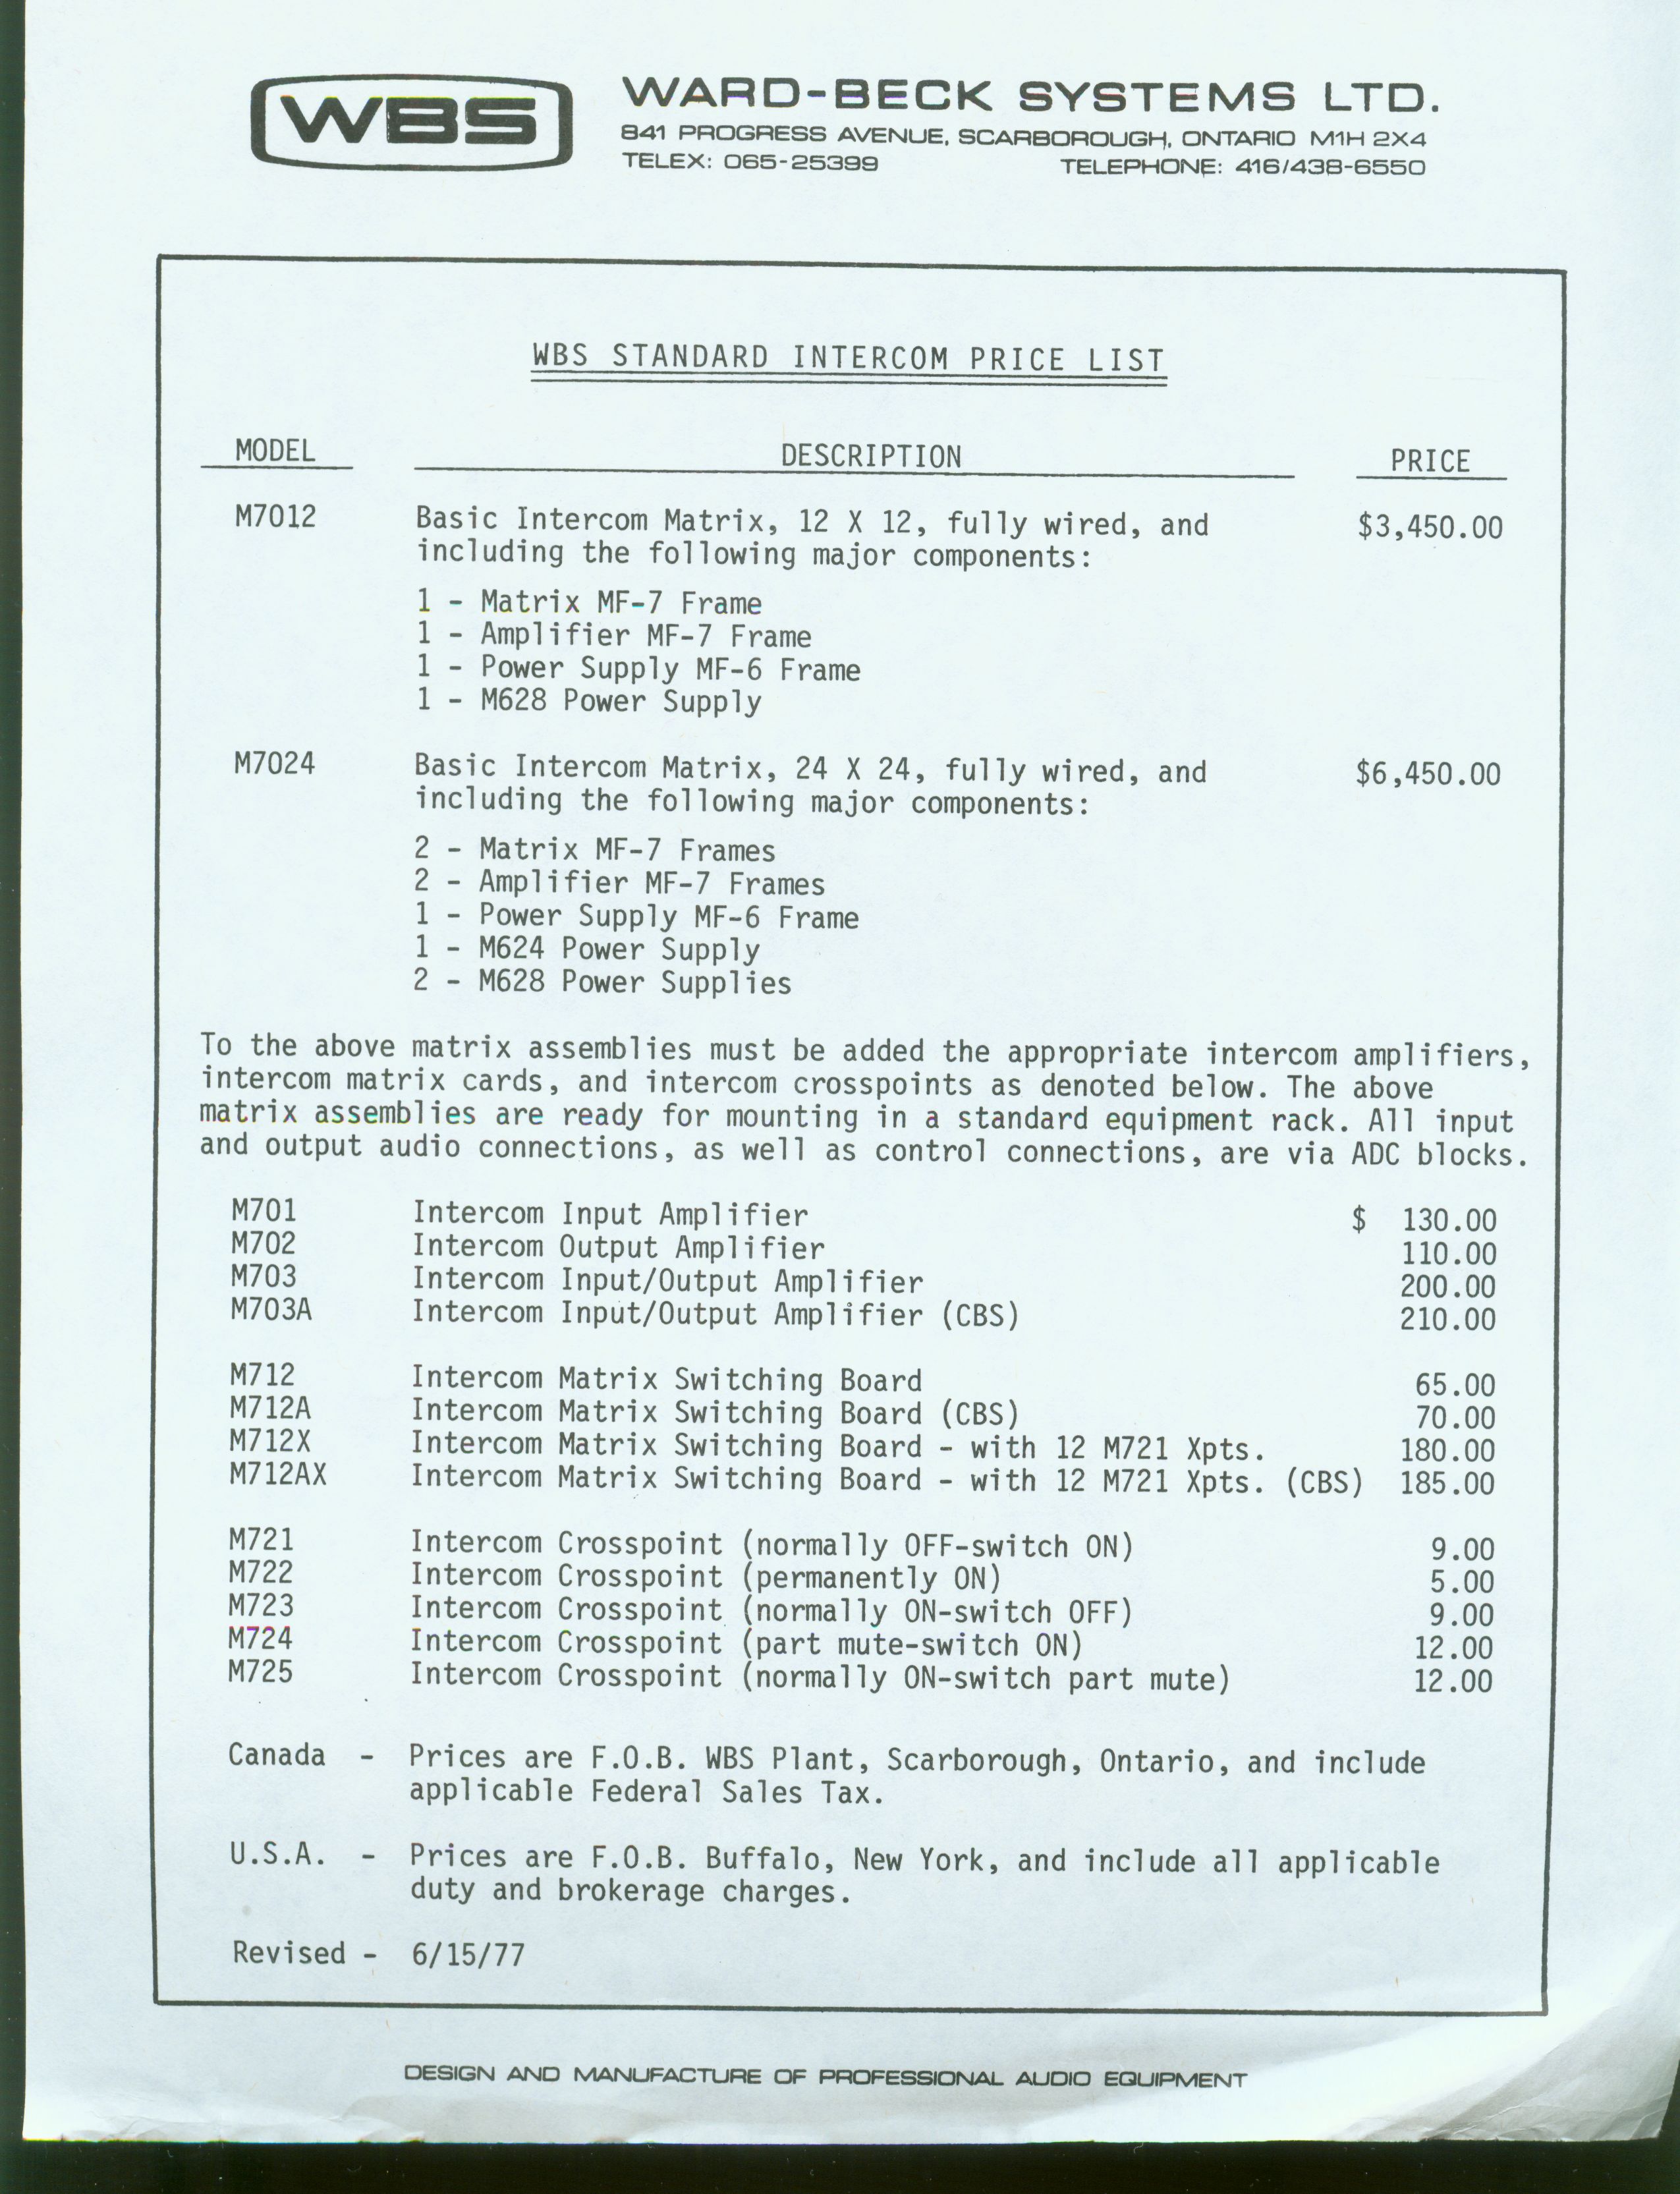 WBS
WARD-BECK SYSTEMS LTD.
841 PROGRESS AVENUE, SCARBOROUGH, ONTARIO M1H 2X4
TELEX: 065-25399 TELEPHONE: 416/438-6550
WBS STANDARD INTERCOM PRICE LIST
MODEL DESCRIPTION PRICE
M7012 Basic Intercom Matrix, 12 X 12, fully wired, and $3,450.00
including the following major components:
1 - Matrix MF-7 Frame
1 - Amplifier MF-7 Frame
1 - Power Supply MF-6 Frame
1 - M628 Power Supply
M7024 Basic Intercom Matrix, 24 X 24, fully wired, and $6,450.00
including the following major components:
2 - Matrix MF-7 Frames
2 - Amplifier MF-7 Frames
1 - Power Supply MF-6 Frame
1 - M624 Power Supply
2 - M628 Power Supplies
To the above matrix assemblies must be added the appropriate intercom amplifiers,
intercom matrix cards, and intercom crosspoints as denoted below. The above
matrix assemblies are ready for mounting in a standard equipment rack. All input
and output audio connections, as well as control connections, are via ADC blocks.
M701 Intercom Input Amplifier $ 130.00
M702 Intercom Output Amplifier 110.00
M703 Intercom Input/Output Amplifier 200.00
M703A Intercom Input/Output Amplifier (CBS) 210.00
M712 Intercom Matrix Switching Board 65.00
M712A Intercom Matrix Switching Board (CBS) 70.00
M712X Intercom Matrix Switching Board - with 12 M721 Xpts. 180.00
M712AX Intercom Matrix Switching Board - with 12 M721 Xpts. (CBS) 185.00
M721 Intercom Crosspoint (normally OFF-switch ON) 9.00
M722 Intercom Crosspoint (permanently ON) 5.00
M723 Intercom Crosspoint (normally ON-switch OFF) 9.00
M724 Intercom Crosspoint (part mute-switch ON) 12.00
M725 Intercom Crosspoint (normally ON-switch part mute) 12.00
Canada - Prices are F.O.B. WBS Plant, Scarborough, Ontario, and include
applicable Federal Sales Tax.
U.S.A. - Prices are F.O.B. Buffalo, New York, and include all applicable
duty and brokerage charges.
Revised - 6/15/77
DESIGN AND MANUFACTURE OF PROFESSIONAL AUDIO EQUIPMENT